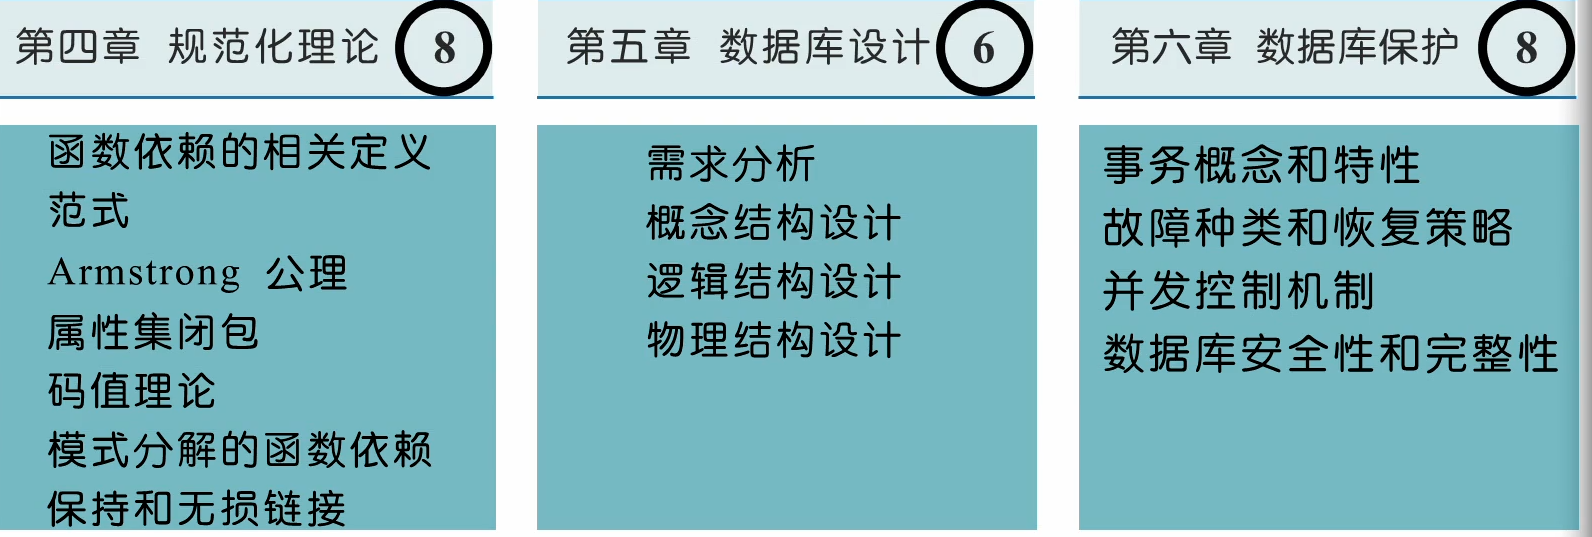 第四章 规范化理论 8
函数依赖的相关定义
范式
Armstrong 公理
属性集闭包
码值理论
模式分解的函数依赖
保持和无损链接
第五章 数据库设计 6
需求分析
概念结构设计
逻辑结构设计
物理结构设计
第六章 数据库保护 8
事务概念和特性
故障种类和恢复策略
并发控制机制
数据库安全性和完整性